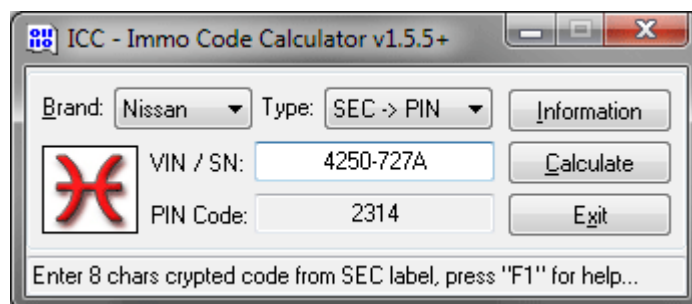 ICC - Immo Code Calculator v1.5.5+
Brand: Nissan Type: SEC -> PIN Information
VIN / SN: 4250-727A Calculate
PIN Code: 2314 Exit
Enter 8 chars crypted code from SEC label, press "F1" for help...